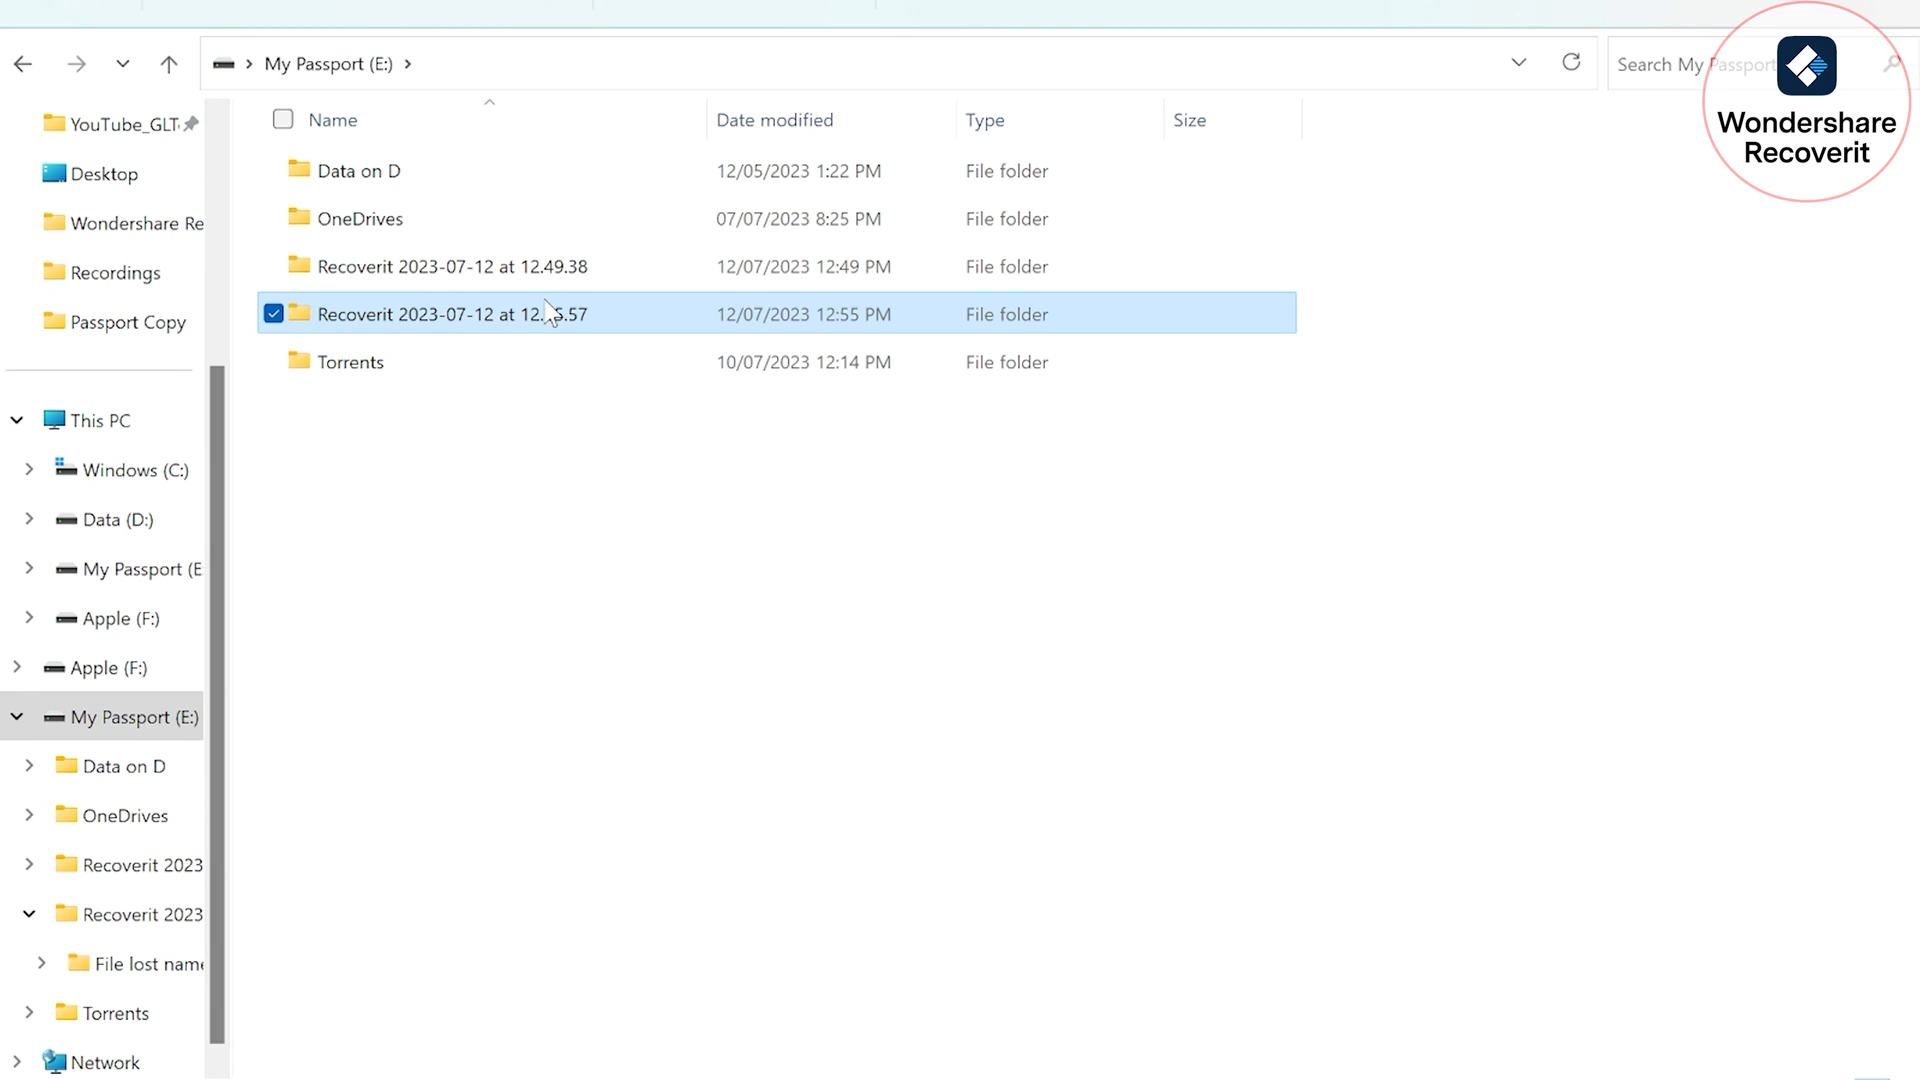 My Passport (E:)
Search My Passport
Wondershare
Recoverit
YouTube_GLT
Desktop
Wondershare Re
Recordings
Passport Copy
This PC
Windows (C:)
Data (D:)
My Passport (E
Apple (F:)
Apple (F:)
My Passport (E:)
Data on D
OneDrives
Recoverit 2023
Recoverit 2023
File lost name
Torrents
Network
Name Date modified Type Size
Data on D 12/05/2023 1:22 PM File folder
OneDrives 07/07/2023 8:25 PM File folder
Recoverit 2023-07-12 at 12.49.38 12/07/2023 12:49 PM File folder
Recoverit 2023-07-12 at 12/07/2023 12:55 PM File folder
Torrents 10/07/2023 12:14 PM File folder